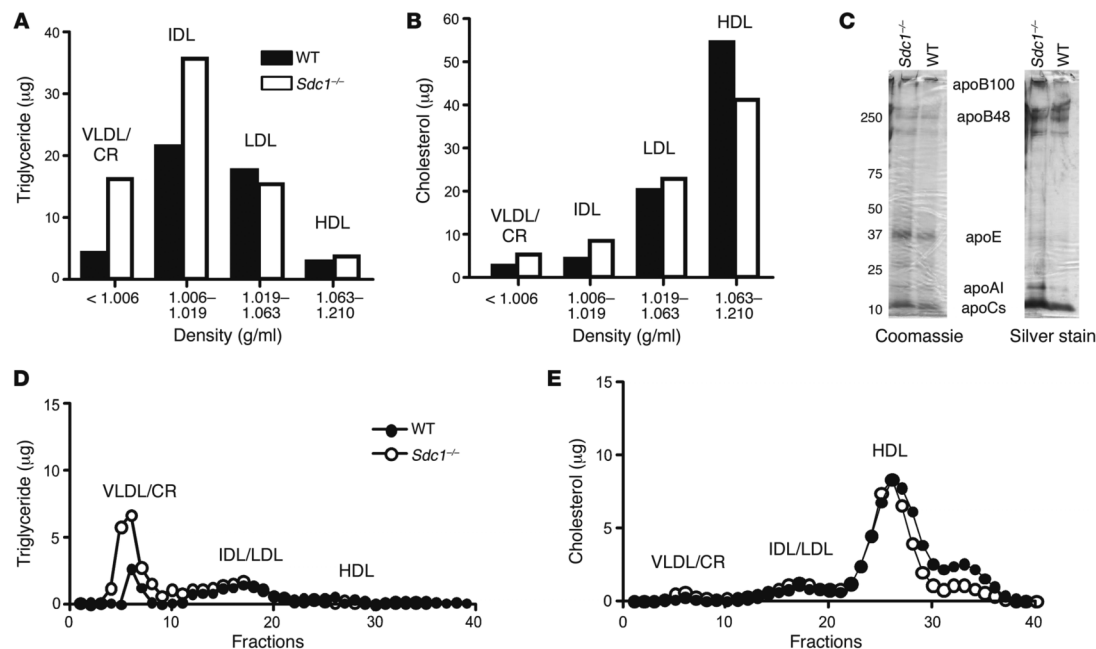 A
40
30
20
10
0
Triglyceride (μg)
VLDL/
CR
IDL
LDL
HDL
WT
Sdc1–/–
< 1.006
1.006–
1.019
1.019–
1.063
1.063–
1.210
Density (g/ml)
B
60
50
40
30
20
10
0
Cholesterol (μg)
VLDL/
CR
IDL
LDL
HDL
< 1.006
1.006–
1.019
1.019–
1.063
1.063–
1.210
Density (g/ml)
C
Sdc1–/–
WT
Sdc1–/–
WT
250
75
50
37
25
10
apoB100
apoB48
apoE
apoAI
apoCs
Coomassie
Silver stain
D
15
10
5
0
Triglyceride (μg)
WT
Sdc1–/–
VLDL/CR
IDL/LDL
HDL
0
10
20
30
40
Fractions
E
15
10
5
0
Cholesterol (μg)
VLDL/CR
IDL/LDL
HDL
0
10
20
30
40
Fractions